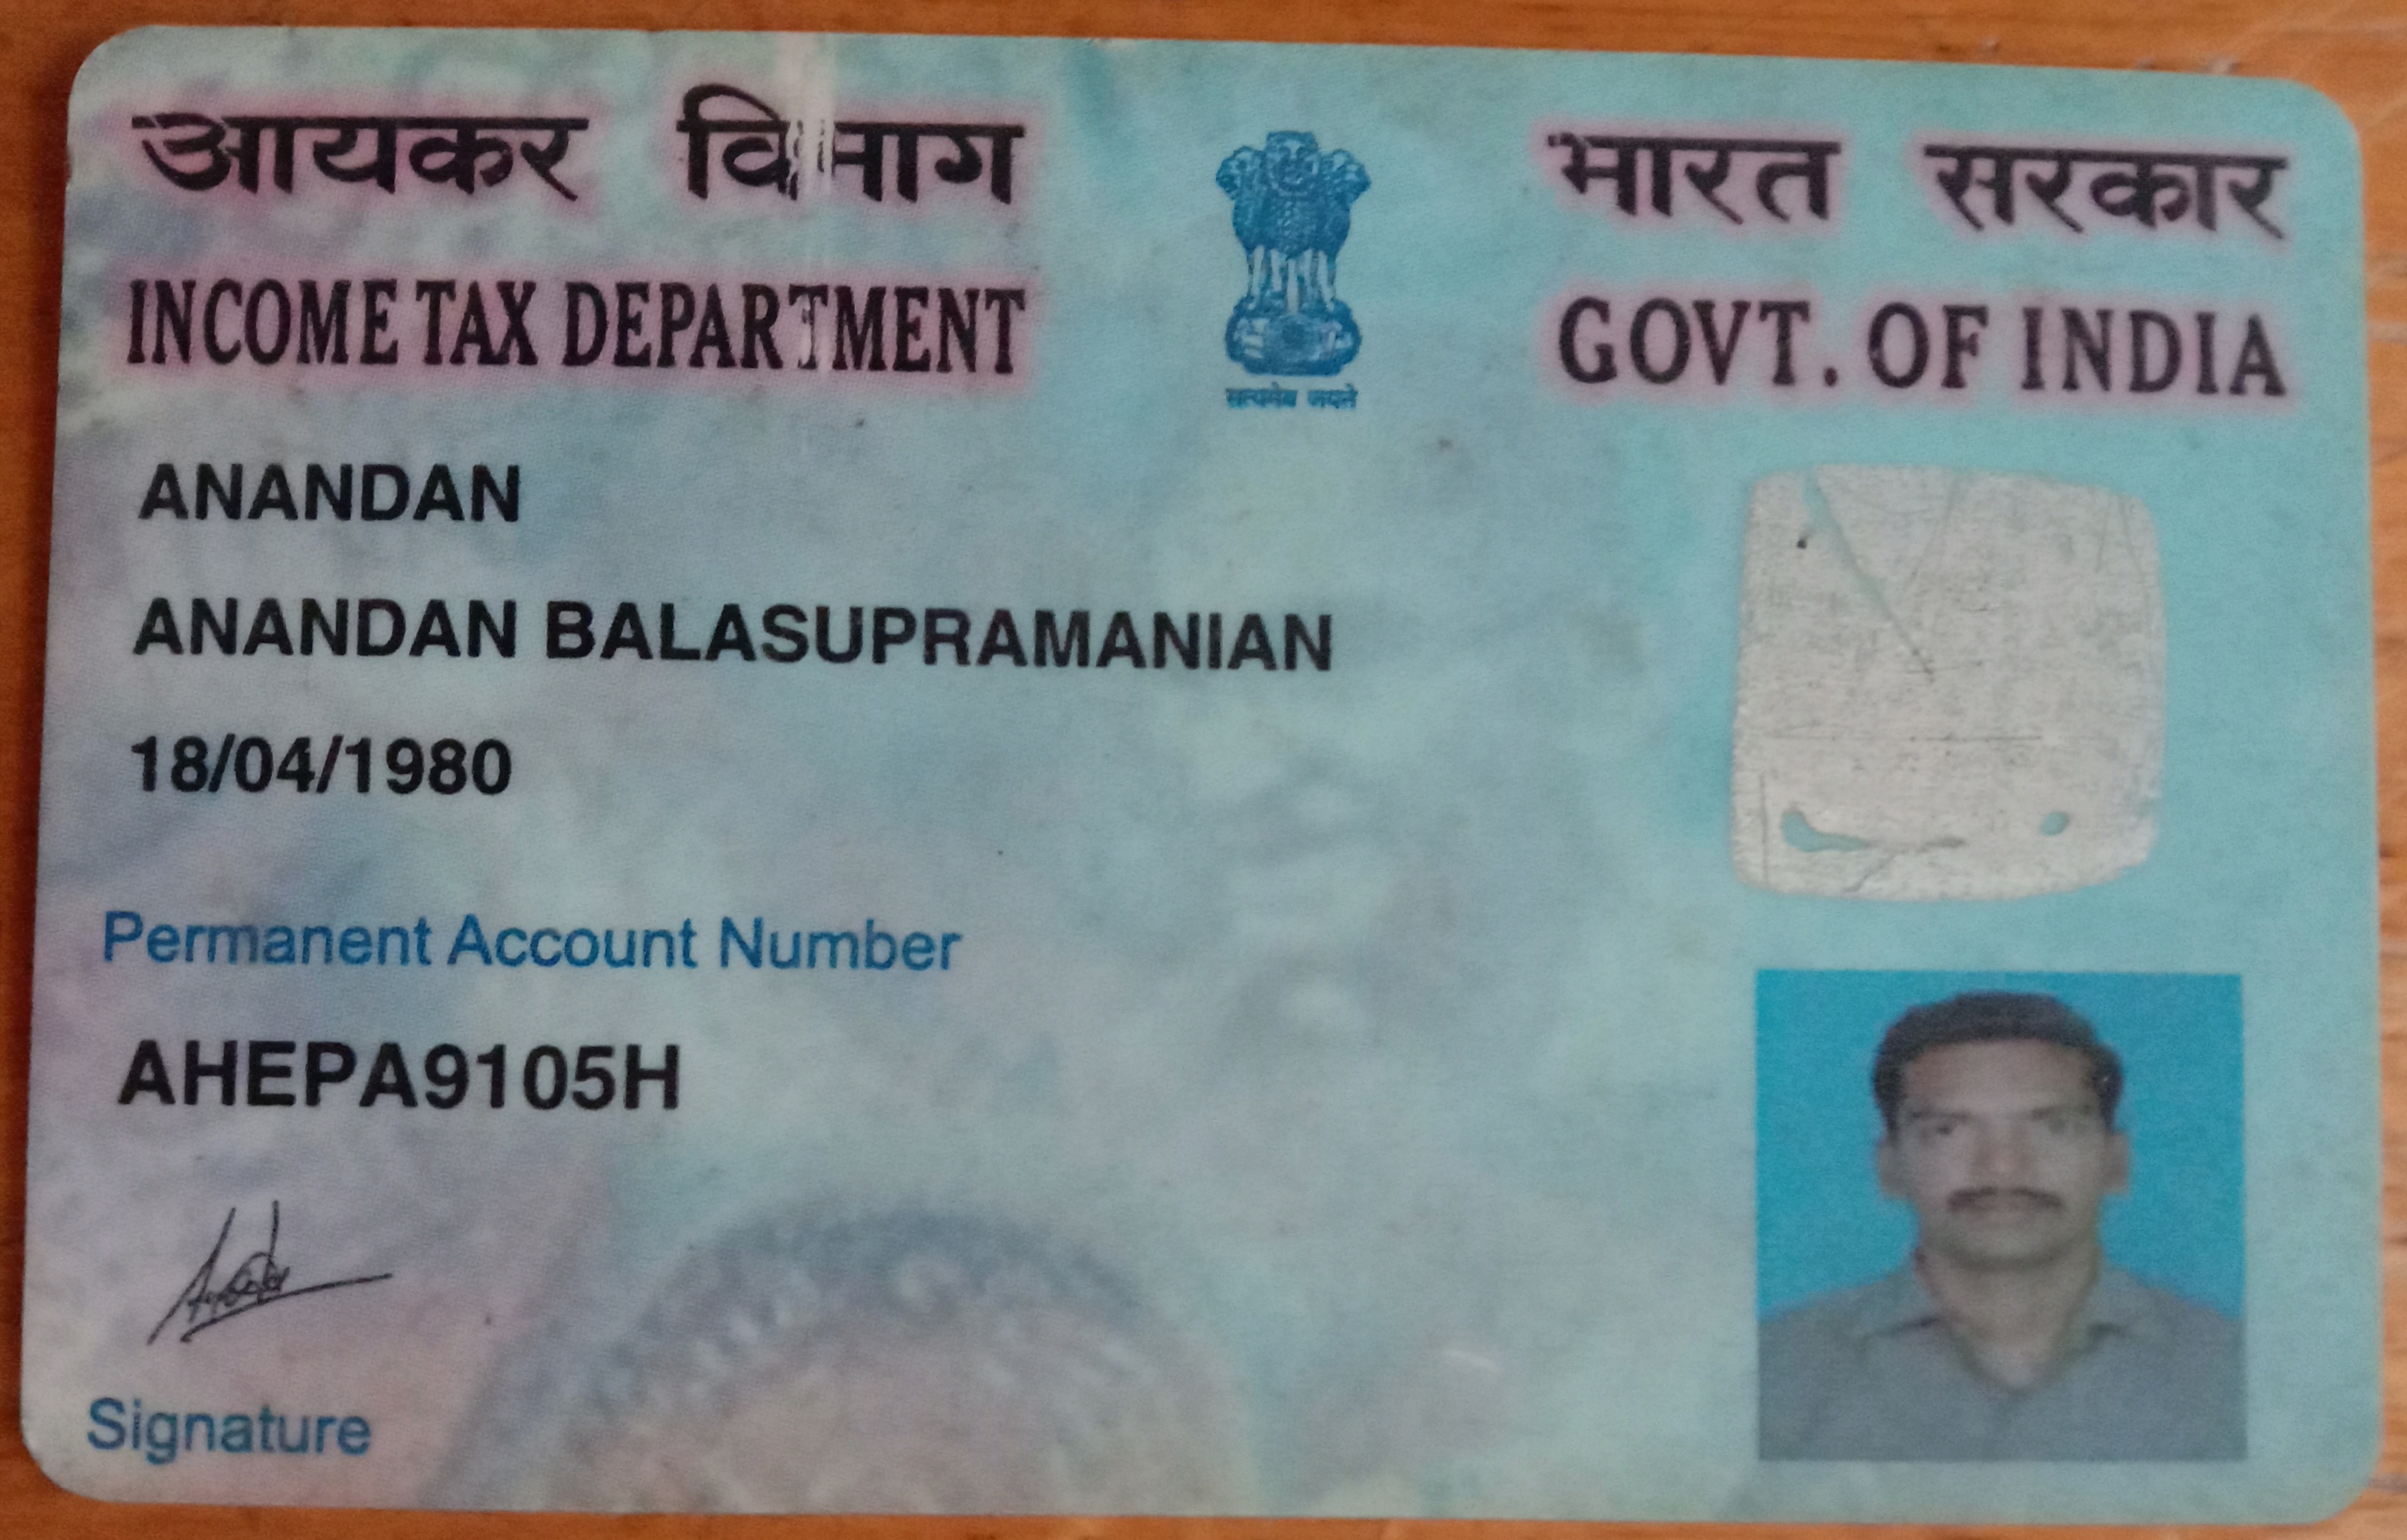 आयकर विभाग
INCOME TAX DEPARTMENT
सत्यमेव जयते
भारत सरकार
GOVT. OF INDIA
ANANDAN
ANANDAN BALASUPRAMANIAN
18/04/1980
Permanent Account Number
AHEPA9105H
Signature